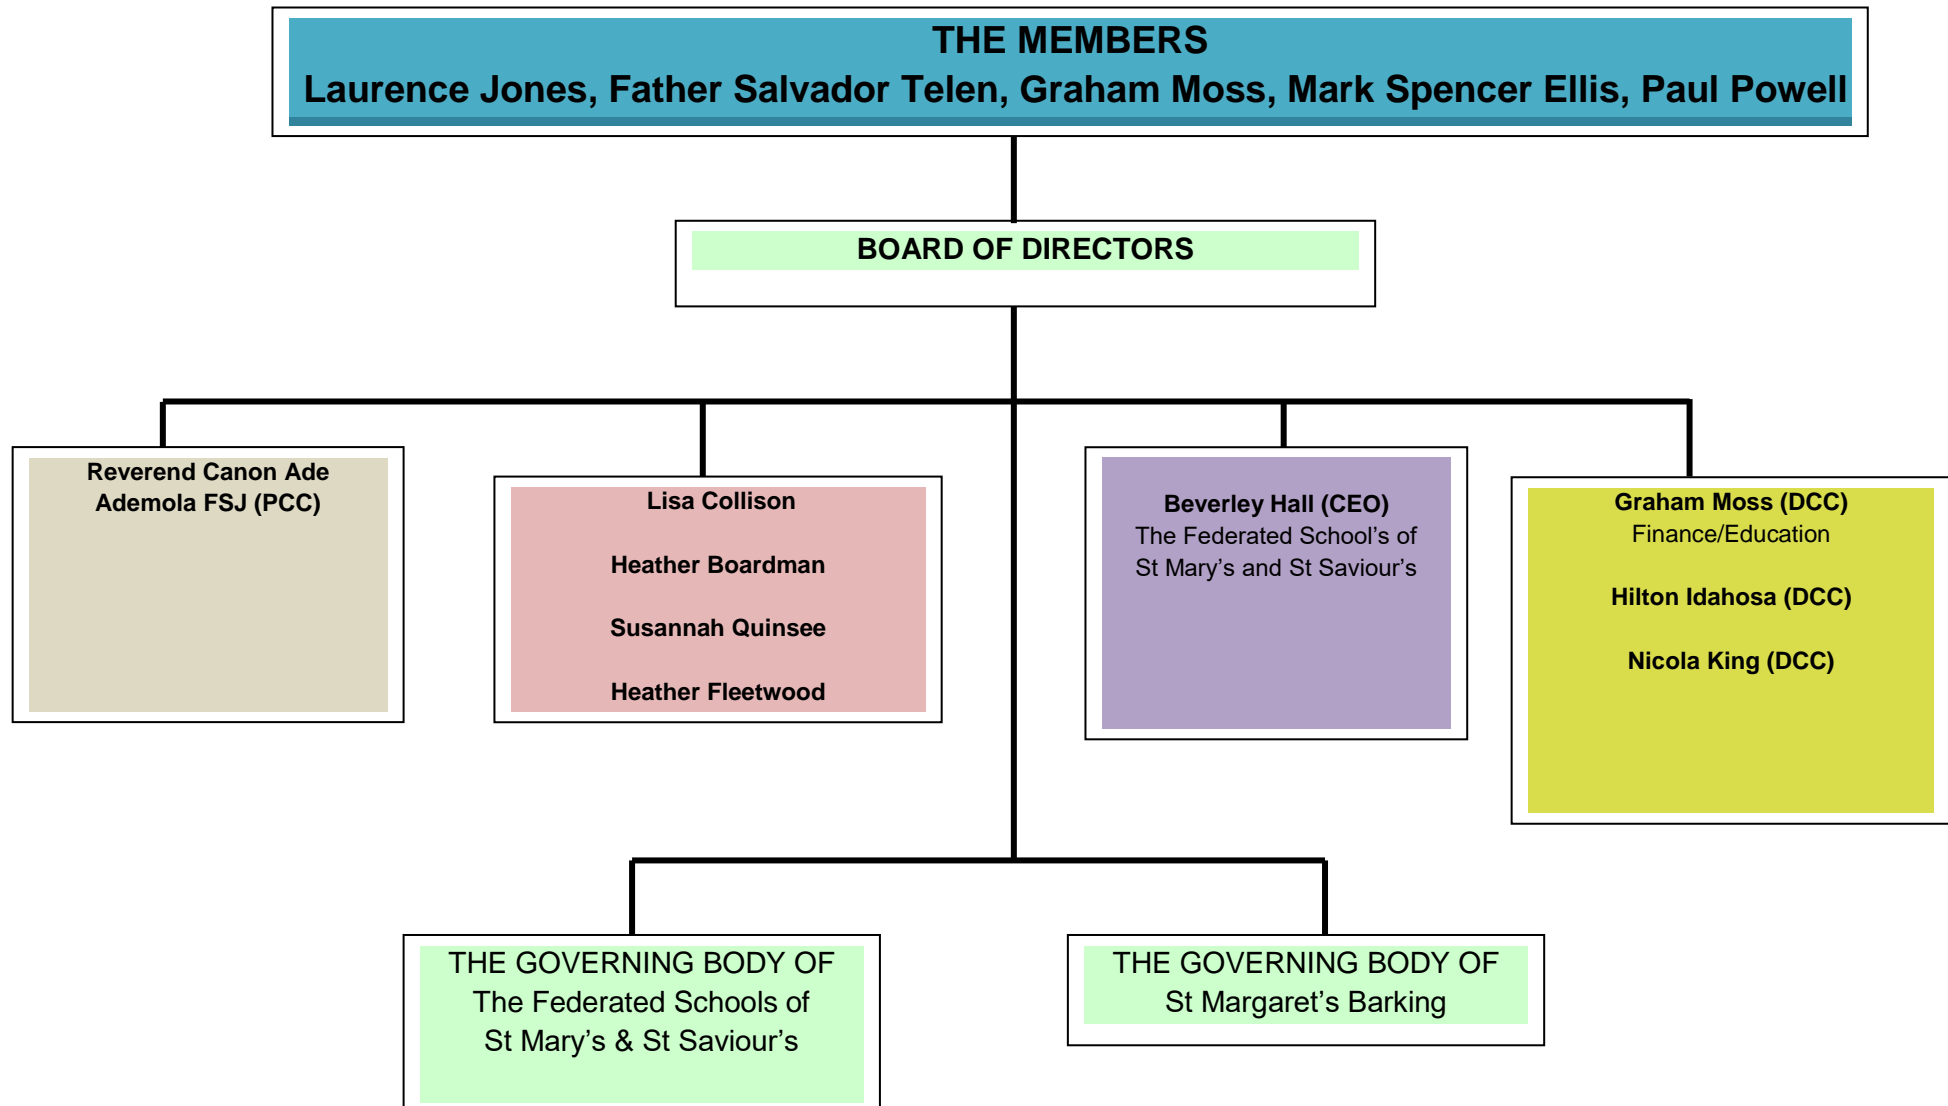 THE MEMBERS
Laurence Jones, Father Salvador Telen, Graham Moss, Mark Spencer Ellis, Paul Powell
BOARD OF DIRECTORS
Reverend Canon Ade
Ademola FSJ (PCC)
Lisa Collison
Heather Boardman
Susannah Quinsee
Heather Fleetwood
Beverley Hall (CEO)
The Federated School’s of
St Mary’s and St Saviour’s
Graham Moss (DCC)
Finance/Education
Hilton Idahosa (DCC)
Nicola King (DCC)
THE GOVERNING BODY OF
The Federated Schools of
St Mary’s & St Saviour’s
THE GOVERNING BODY OF
St Margaret’s Barking